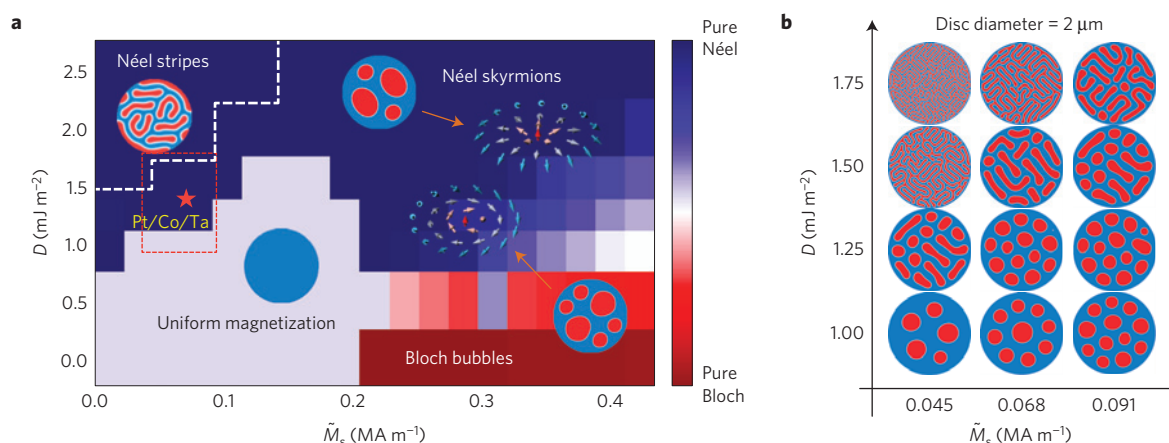 a
Pure
Néel
2.5
2.0
1.5
1.0
0.5
0.0
D (mJ m⁻²)
Néel stripes
Néel skyrmions
Pt/Co/Ta
Uniform magnetization
Bloch bubbles
Pure
Bloch
0.0
0.1
0.2
0.3
0.4
M̃s (MA m⁻¹)
b
Disc diameter = 2 μm
1.75
1.50
1.25
1.00
D (mJ m⁻²)
0.045
0.068
0.091
M̃s (MA m⁻¹)